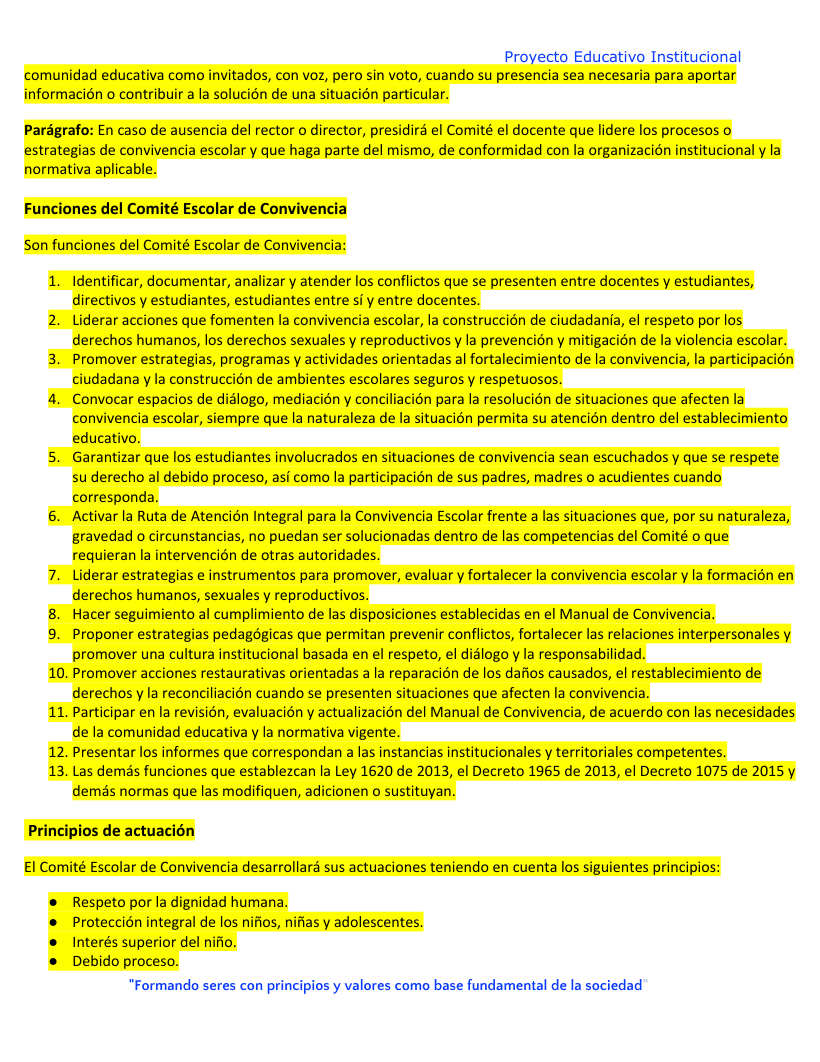 Proyecto Educativo Institucional
comunidad educativa como invitados, con voz, pero sin voto, cuando su presencia sea necesaria para aportar
información o contribuir a la solución de una situación particular.
Parágrafo: En caso de ausencia del rector o director, presidirá el Comité el docente que lidere los procesos o
estrategias de convivencia escolar y que haga parte del mismo, de conformidad con la organización institucional y la
normativa aplicable.
Funciones del Comité Escolar de Convivencia
Son funciones del Comité Escolar de Convivencia:
1. Identificar, documentar, analizar y atender los conflictos que se presenten entre docentes y estudiantes,
directivos y estudiantes, estudiantes entre sí y entre docentes.
2. Liderar acciones que fomenten la convivencia escolar, la construcción de ciudadanía, el respeto por los
derechos humanos, los derechos sexuales y reproductivos y la prevención y mitigación de la violencia escolar.
3. Promover estrategias, programas y actividades orientadas al fortalecimiento de la convivencia, la participación
ciudadana y la construcción de ambientes escolares seguros y respetuosos.
4. Convocar espacios de diálogo, mediación y conciliación para la resolución de situaciones que afecten la
convivencia escolar, siempre que la naturaleza de la situación permita su atención dentro del establecimiento
educativo.
5. Garantizar que los estudiantes involucrados en situaciones de convivencia sean escuchados y que se respete
su derecho al debido proceso, así como la participación de sus padres, madres o acudientes cuando
corresponda.
6. Activar la Ruta de Atención Integral para la Convivencia Escolar frente a las situaciones que, por su naturaleza,
gravedad o circunstancias, no puedan ser solucionadas dentro de las competencias del Comité o que
requieran la intervención de otras autoridades.
7. Liderar estrategias e instrumentos para promover, evaluar y fortalecer la convivencia escolar y la formación en
derechos humanos, sexuales y reproductivos.
8. Hacer seguimiento al cumplimiento de las disposiciones establecidas en el Manual de Convivencia.
9. Proponer estrategias pedagógicas que permitan prevenir conflictos, fortalecer las relaciones interpersonales y
promover una cultura institucional basada en el respeto, el diálogo y la responsabilidad.
10. Promover acciones restaurativas orientadas a la reparación de los daños causados, el restablecimiento de
derechos y la reconciliación cuando se presenten situaciones que afecten la convivencia.
11. Participar en la revisión, evaluación y actualización del Manual de Convivencia, de acuerdo con las necesidades
de la comunidad educativa y la normativa vigente.
12. Presentar los informes que correspondan a las instancias institucionales y territoriales competentes.
13. Las demás funciones que establezcan la Ley 1620 de 2013, el Decreto 1965 de 2013, el Decreto 1075 de 2015 y
demás normas que las modifiquen, adicionen o sustituyan.
Principios de actuación
El Comité Escolar de Convivencia desarrollará sus actuaciones teniendo en cuenta los siguientes principios:
● Respeto por la dignidad humana.
● Protección integral de los niños, niñas y adolescentes.
● Interés superior del niño.
● Debido proceso.
"Formando seres con principios y valores como base fundamental de la sociedad"